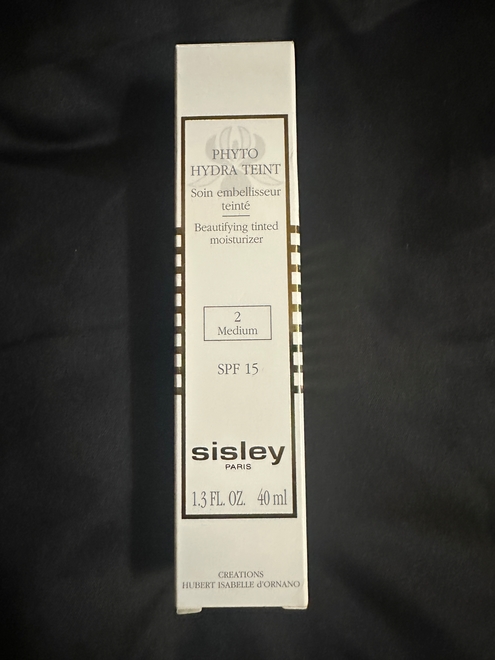 PHYTO
HYDRA TEINT
Soin embellisseur
teinté
Beautifying tinted
moisturizer
2
Medium
SPF 15
sisley
PARIS
1.3 FL. OZ. 40 ml
CREATIONS
HUBERT ISABELLE d'ORNANO